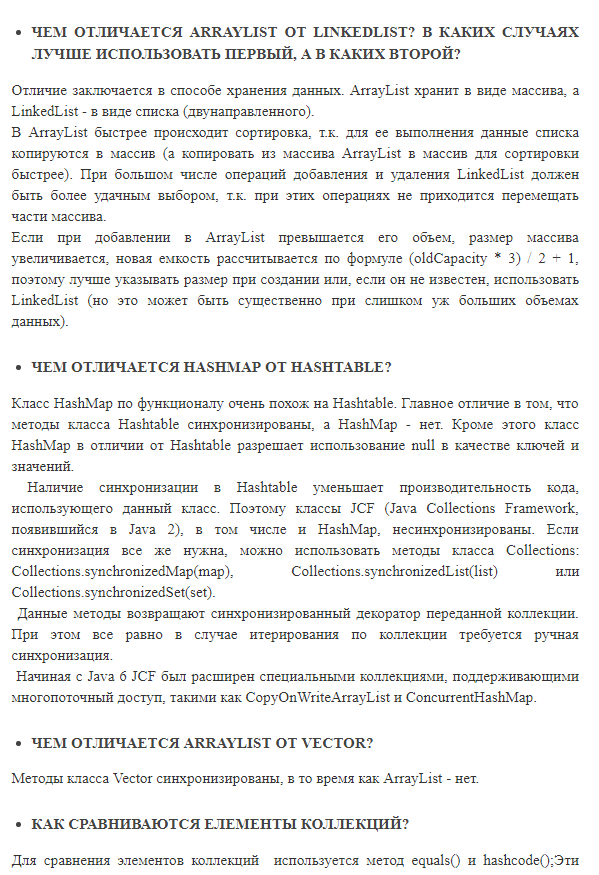 • ЧЕМ ОТЛИЧАЕТСЯ ARRAYLIST ОТ LINKEDLIST? В КАКИХ СЛУЧАЯХ
ЛУЧШЕ ИСПОЛЬЗОВАТЬ ПЕРВЫЙ, А В КАКИХ ВТОРОЙ?
Отличие заключается в способе хранения данных. ArrayList хранит в виде массива, а
LinkedList - в виде списка (двунаправленного).
В ArrayList быстрее происходит сортировка, т.к. для ее выполнения данные списка
копируются в массив (а копировать из массива ArrayList в массив для сортировки
быстрее). При большом числе операций добавления и удаления LinkedList должен
быть более удачным выбором, т.к. при этих операциях не приходится перемещать
части массива.
Если при добавлении в ArrayList превышается его объем, размер массива
увеличивается, новая емкость рассчитывается по формуле (oldCapacity * 3) / 2 + 1,
поэтому лучше указывать размер при создании или, если он не известен, использовать
LinkedList (но это может быть существенно при слишком уж больших объемах
данных).
• ЧЕМ ОТЛИЧАЕТСЯ HASHMAP ОТ HASHTABLE?
Класс HashMap по функционалу очень похож на Hashtable. Главное отличие в том, что
методы класса Hashtable синхронизированы, а HashMap - нет. Кроме этого класс
HashMap в отличии от Hashtable разрешает использование null в качестве ключей и
значений.
Наличие синхронизации в Hashtable уменьшает производительность кода,
использующего данный класс. Поэтому классы JCF (Java Collections Framework,
появившийся в Java 2), в том числе и HashMap, несинхронизированы. Если
синхронизация все же нужна, можно использовать методы класса Collections:
Collections.synchronizedMap(map), Collections.synchronizedList(list) или
Collections.synchronizedSet(set).
Данные методы возвращают синхронизированный декоратор переданной коллекции.
При этом все равно в случае итерирования по коллекции требуется ручная
синхронизация.
Начиная с Java 6 JCF был расширен специальными коллекциями, поддерживающими
многопоточный доступ, такими как CopyOnWriteArrayList и ConcurrentHashMap.
• ЧЕМ ОТЛИЧАЕТСЯ ARRAYLIST ОТ VECTOR?
Методы класса Vector синхронизированы, в то время как ArrayList - нет.
• КАК СРАВНИВАЮТСЯ ЕЛЕМЕНТЫ КОЛЛЕКЦИЙ?
Для сравнения элементов коллекций используется метод equals() и hashcode();Эти